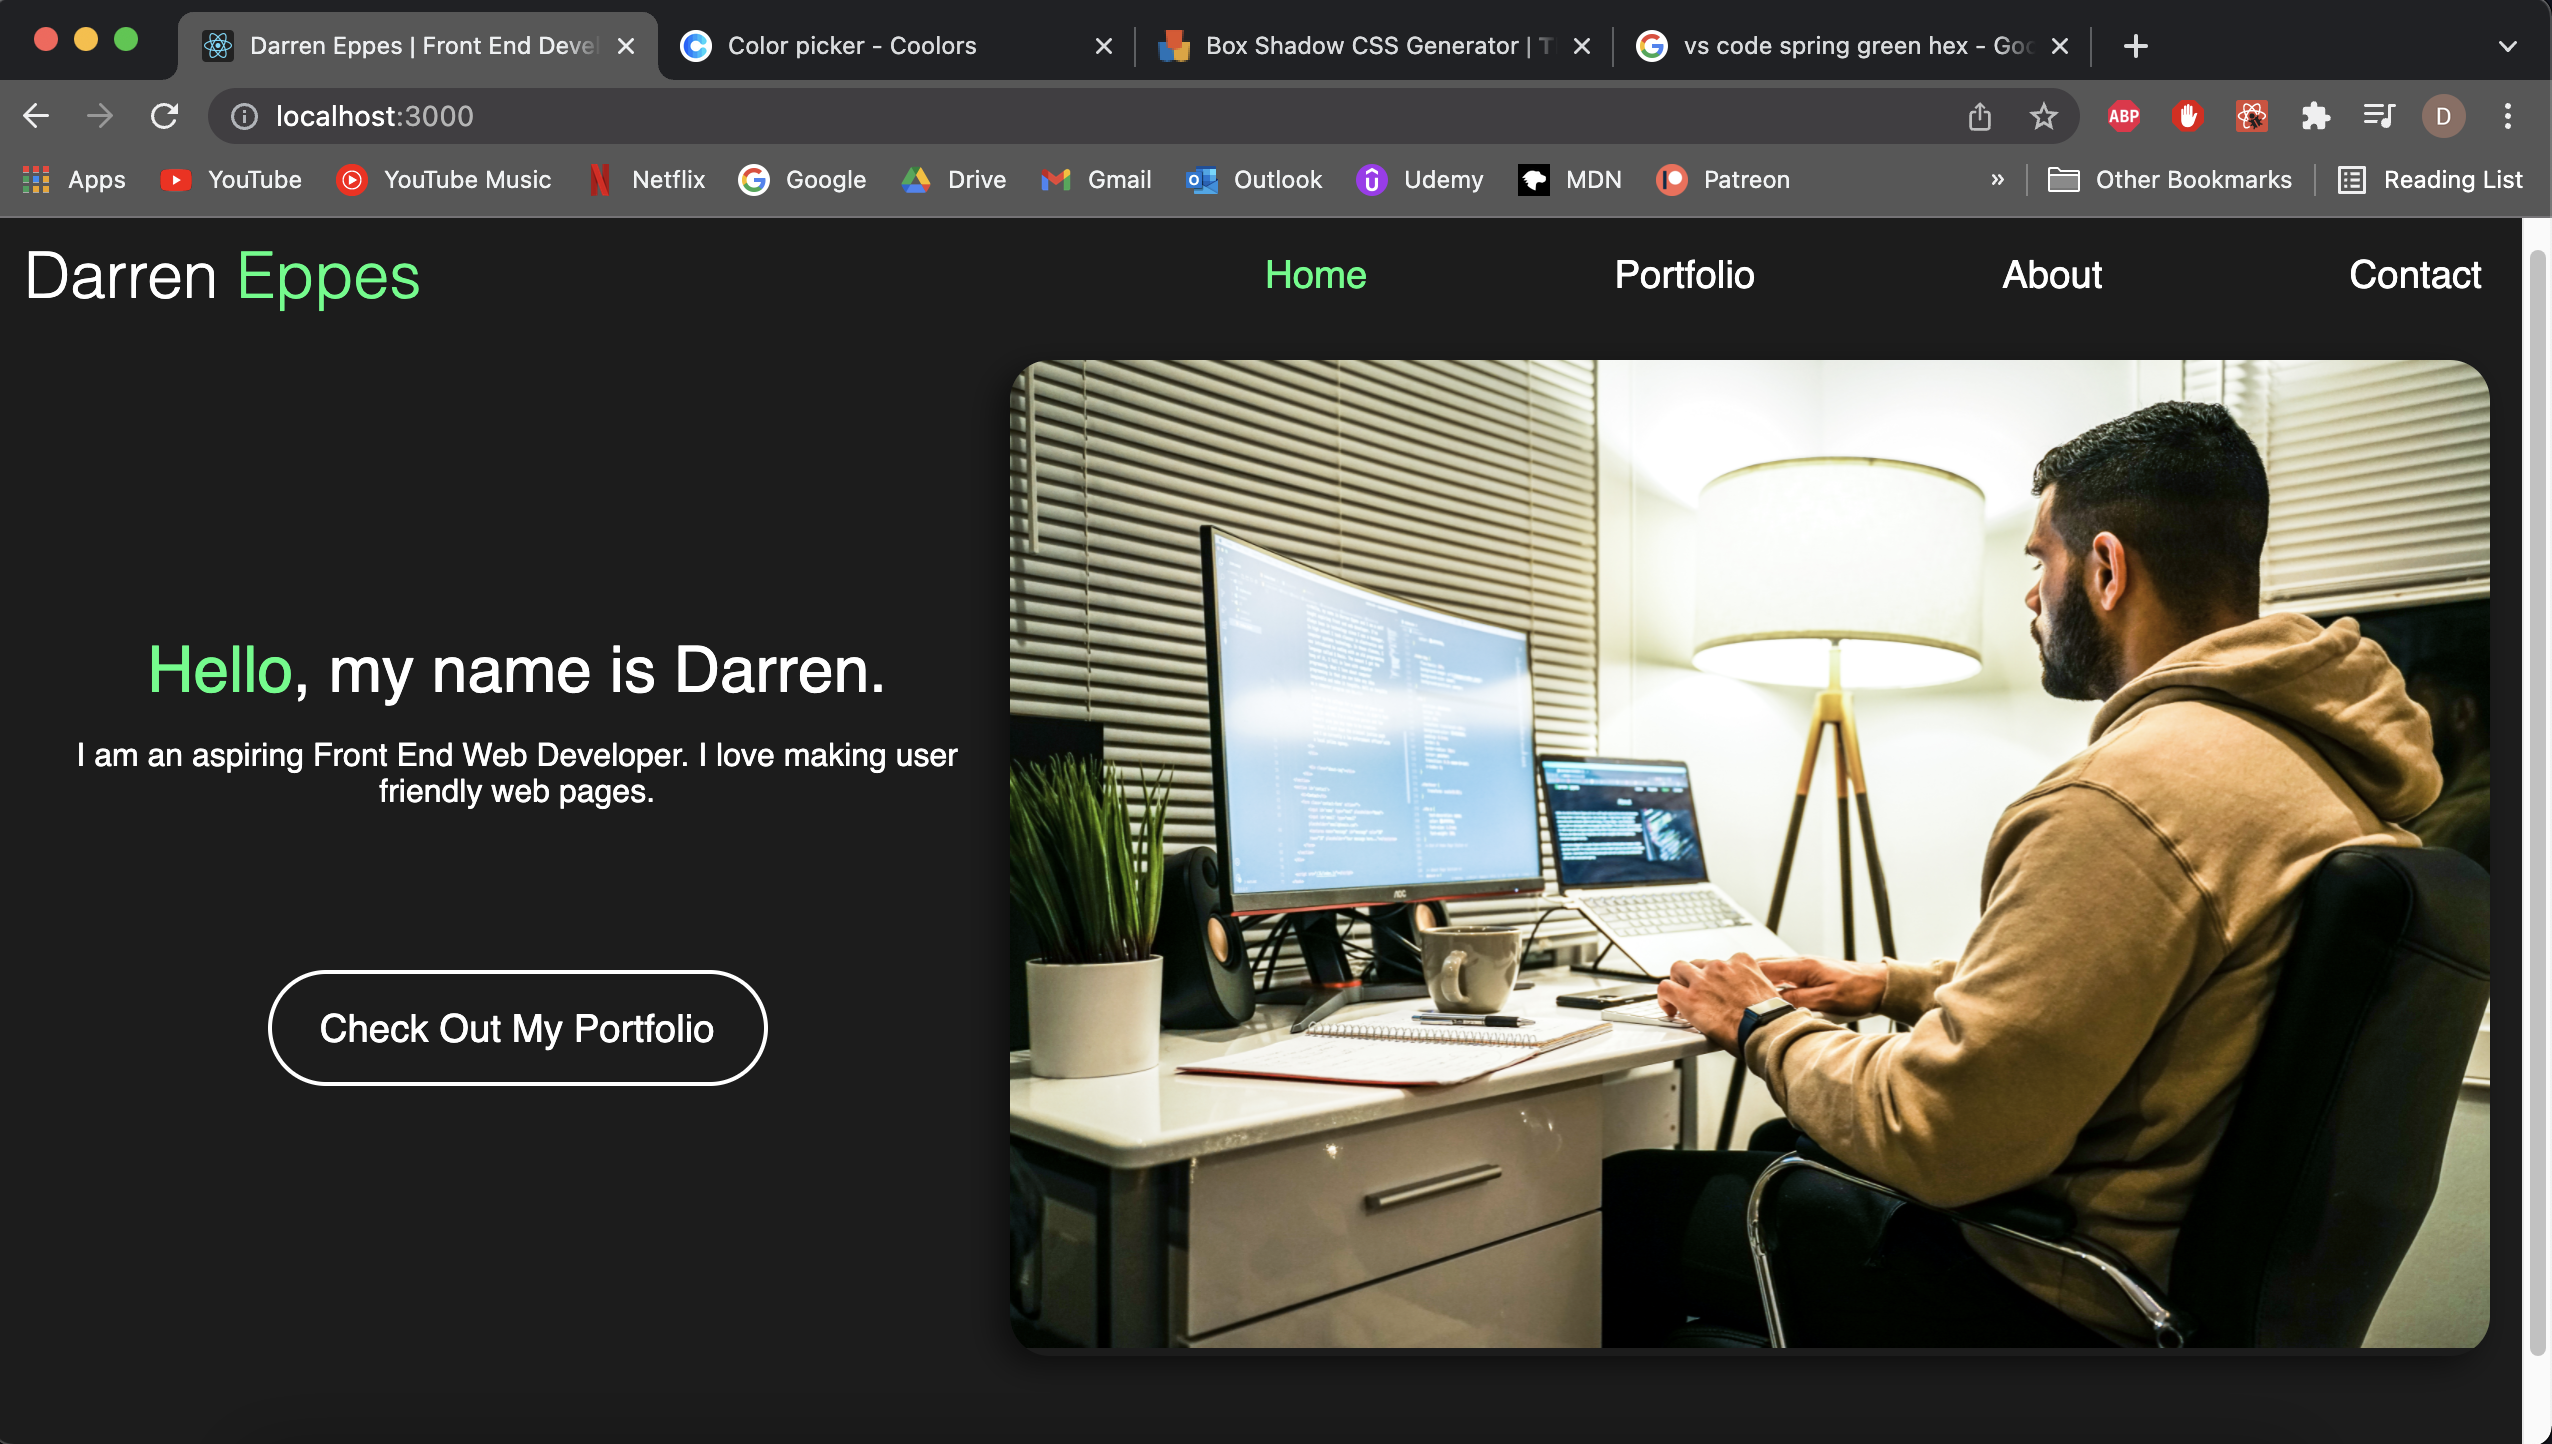 Darren Eppes | Front End Devel
Color picker - Coolors
Box Shadow CSS Generator | T
vs code spring green hex - Goo
localhost:3000
ABP
D
Apps
YouTube
YouTube Music
Netflix
Google
Drive
Gmail
Outlook
Udemy
MDN
Patreon
»
Other Bookmarks
Reading List
Darren Eppes
Home
Portfolio
About
Contact
Hello, my name is Darren.
I am an aspiring Front End Web Developer. I love making user
friendly web pages.
Check Out My Portfolio
AOC